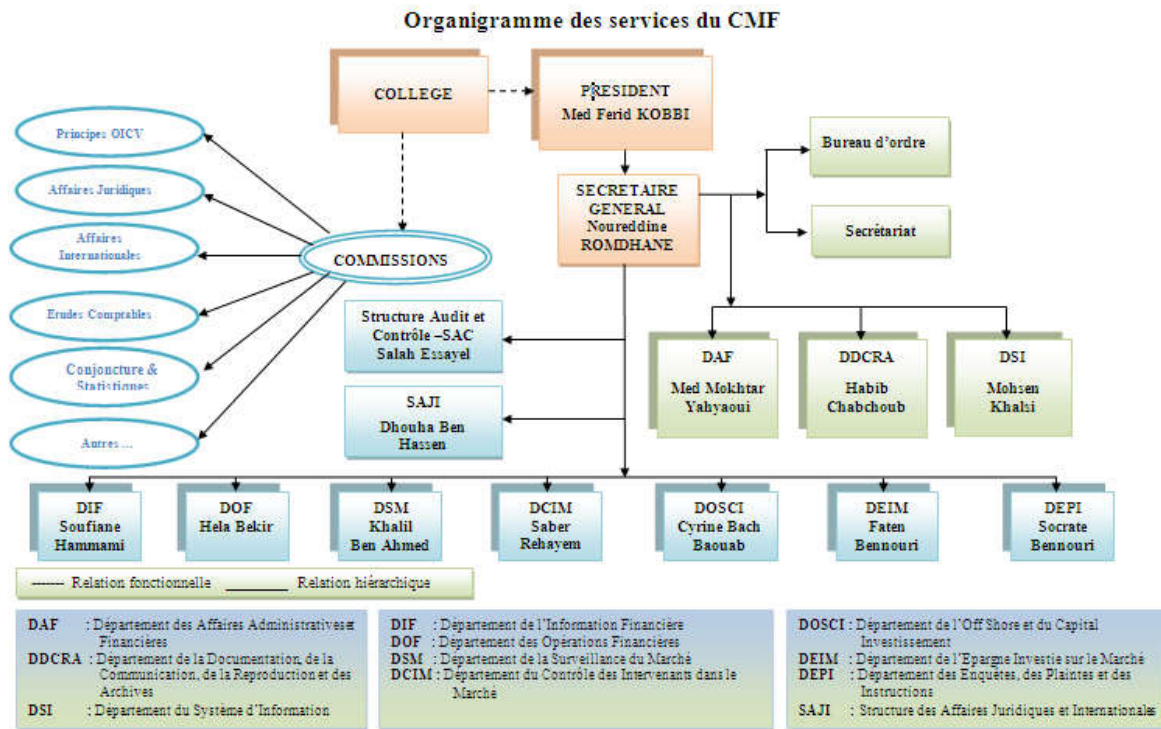 Organigramme des services du CMF
COLLEGE
PRESIDENT
Med Ferid KOBBI
Principes OICV
Affaires Juridiques
Affaires
Internationales
Etudes Comptables
Conjoncture &
Statistiques
Autres ...
COMMISSIONS
SECRETAIRE
GENERAL
Noureddine
ROMDHANE
Bureau d'ordre
Secrétariat
Structure Audit et
Contrôle –SAC
Salah Essayel
SAJI
Dhouha Ben
Hassen
DAF
Med Mokhtar
Yahyaoui
DDCRA
Habib
Chabchoub
DSI
Mohsen
Khalsi
DIF
Soufiane
Hammami
DOF
Hela Bekir
DSM
Khalil
Ben Ahmed
DCIM
Saber
Rehayem
DOSCI
Cyrine Bach
Baouab
DEIM
Faten
Bennouri
DEPI
Socrate
Bennouri
------- Relation fonctionnelle ________ Relation hiérarchique
DAF : Département des Affaires Administratives et
Financières
DDCRA : Département de la Documentation, de la
Communication, de la Reproduction et des
Archives
DSI : Département du Système d'Information
DIF : Département de l'Information Financière
DOF : Département des Opérations Financières
DSM : Département de la Surveillance du Marché
DCIM : Département du Contrôle des Intervenants dans le
Marché
DOSCI : Département de l'Off Shore et du Capital
Investissement
DEIM : Département de l'Epargne Investie sur le Marché
DEPI : Département des Enquêtes, des Plaintes et des
Instructions
SAJI : Structure des Affaires Juridiques et Internationales